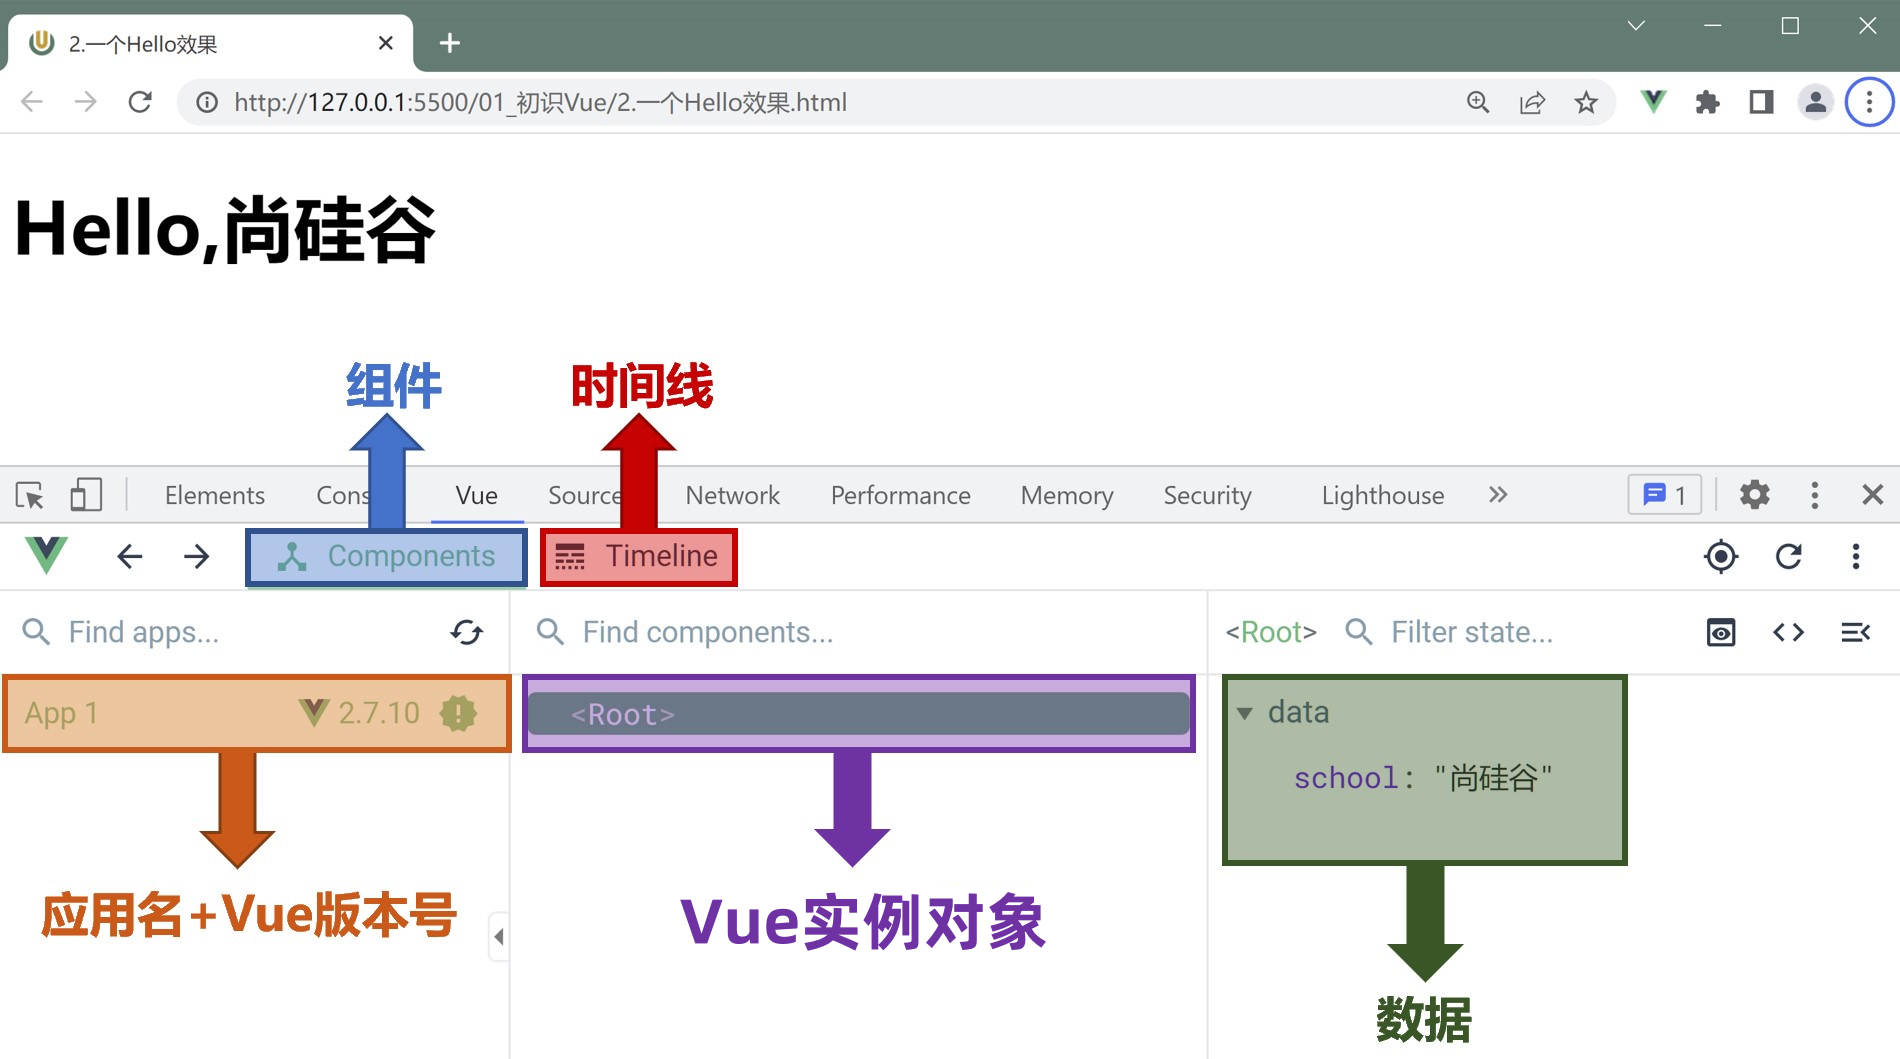 2.一个Hello效果
http://127.0.0.1:5500/01_初识Vue/2.一个Hello效果.html
Hello,尚硅谷
组件 时间线
Elements Cons Vue Source Network Performance Memory Security Lighthouse 1
Components Timeline
Find apps... Find components... <Root> Filter state...
App 1 2.7.10 <Root> data
school: "尚硅谷"
应用名+Vue版本号 Vue实例对象
数据